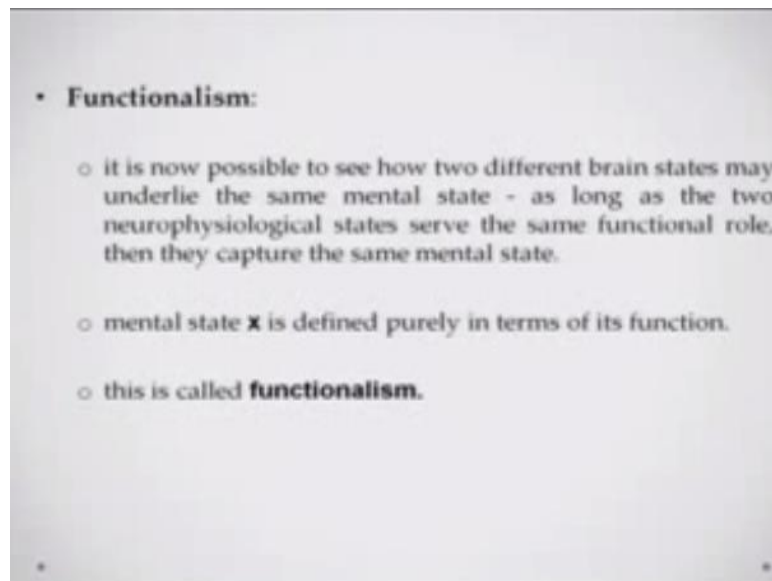 • Functionalism:
o it is now possible to see how two different brain states may
underlie the same mental state - as long as the two
neurophysiological states serve the same functional role,
then they capture the same mental state.
o mental state x is defined purely in terms of its function.
o this is called functionalism.